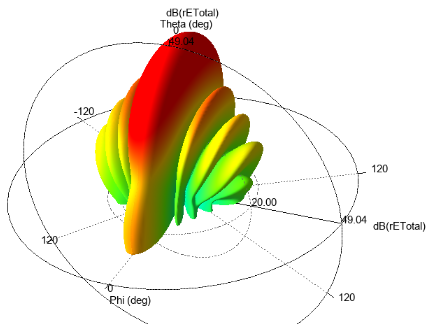 dB(rETotal)
Theta (deg)
0
49.04
-120
120
20.00
49.04
dB(rETotal)
120
0
Phi (deg)
120